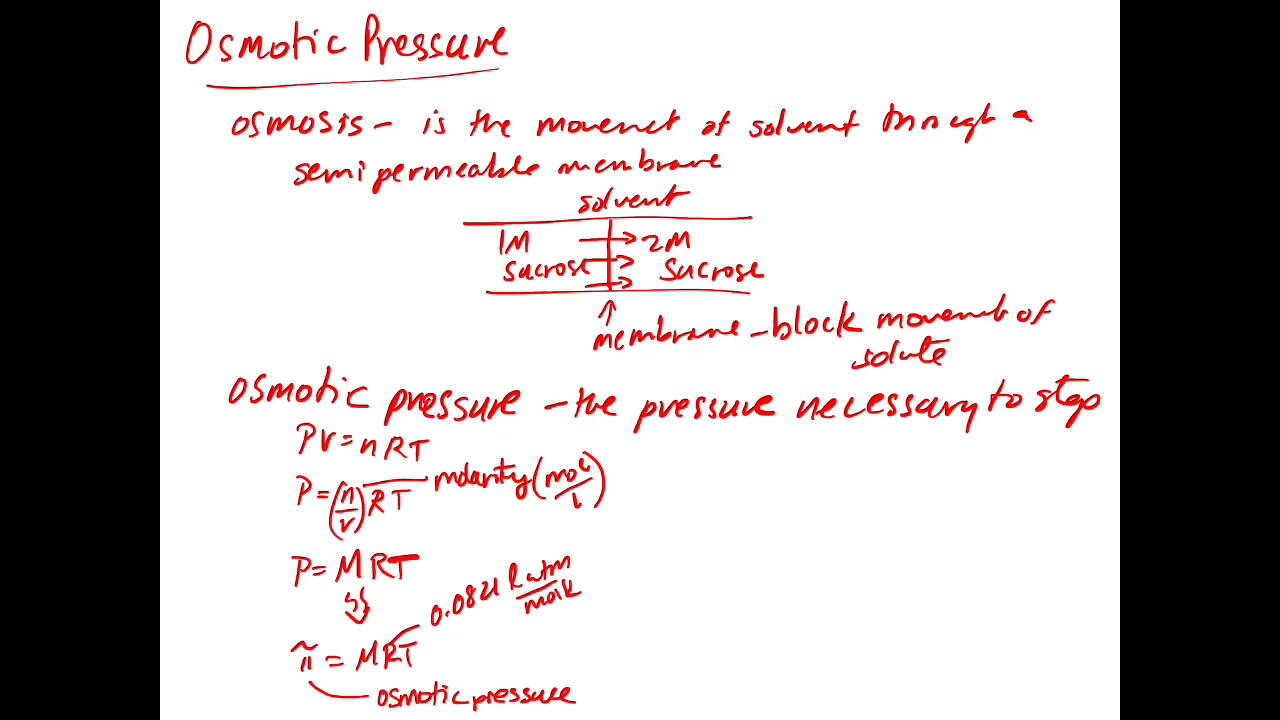 Osmotic Pressure
osmosis - is the movement of solvent through a
semipermeable membrane
solvent
1M → 2M
sucrose → sucrose
↑
membrane - block movement of
solute
osmotic pressure - the pressure necessary to stop
PV = nRT
P = (n/V) RT molarity (mol/L)
P = MRT
0.0821 L atm/mol k
π = MRT
osmotic pressure